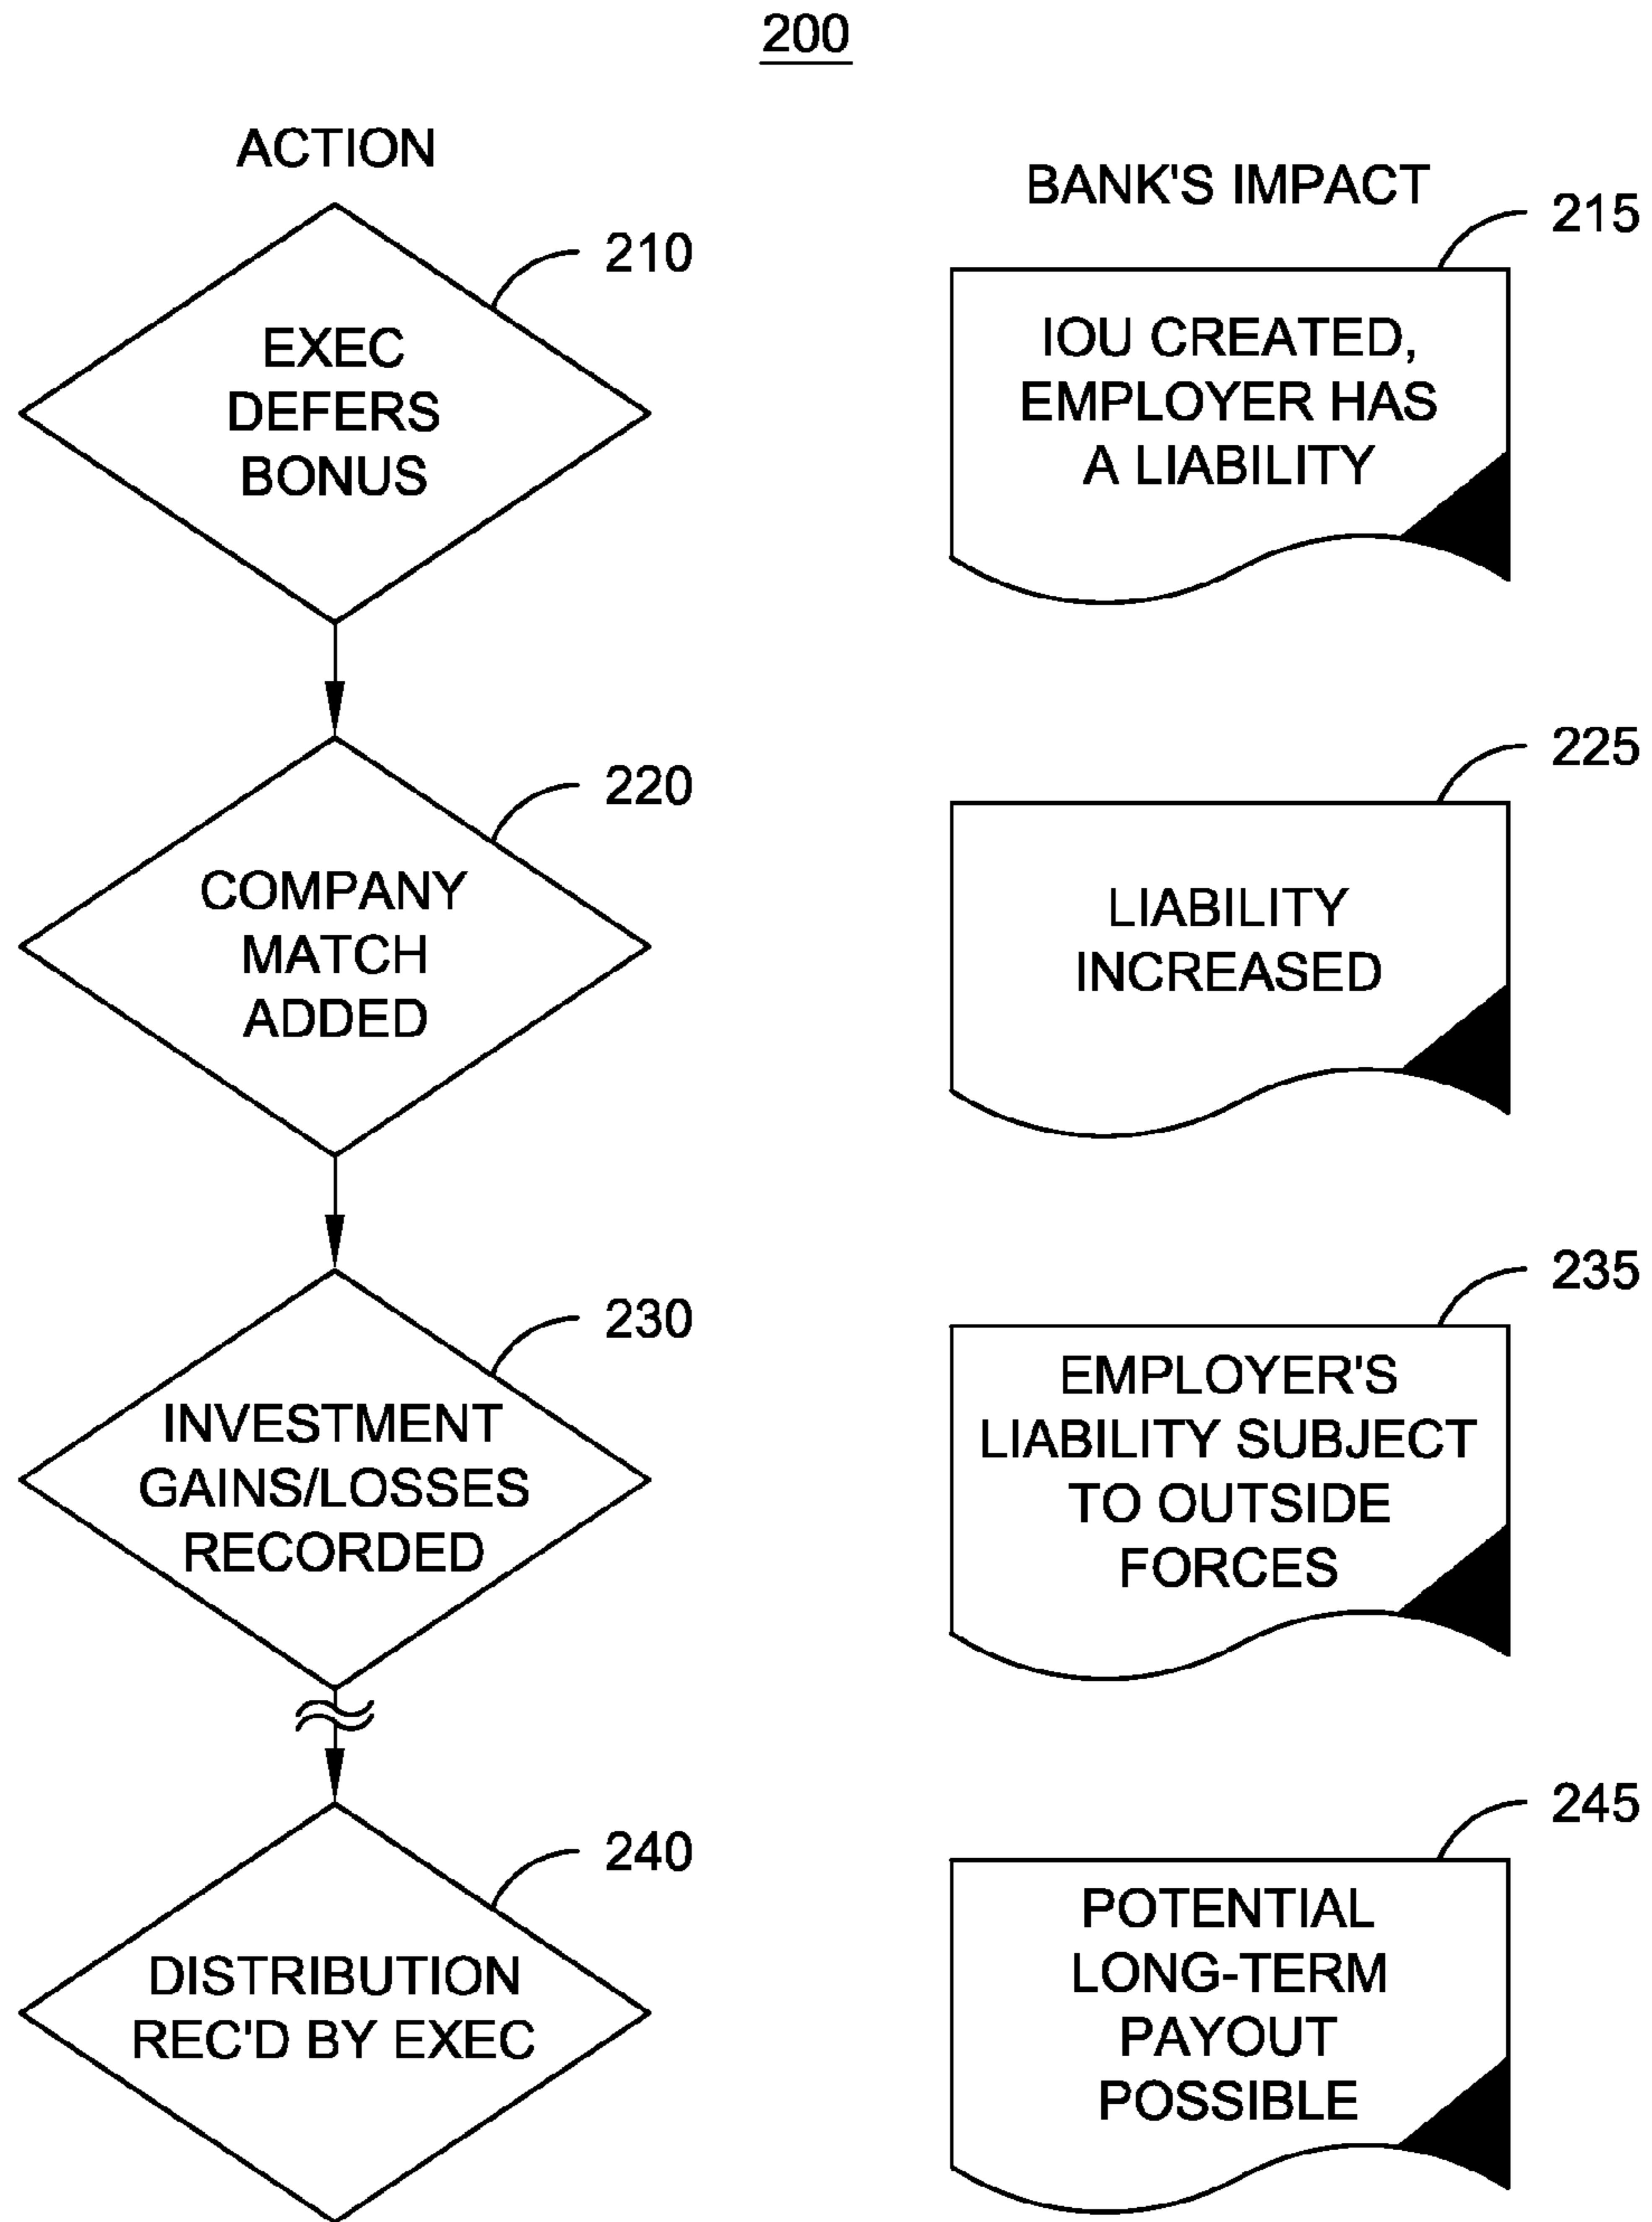 200
ACTION
BANK'S IMPACT
210
EXEC
DEFERS
BONUS
215
IOU CREATED,
EMPLOYER HAS
A LIABILITY
220
COMPANY
MATCH
ADDED
225
LIABILITY
INCREASED
230
INVESTMENT
GAINS/LOSSES
RECORDED
235
EMPLOYER'S
LIABILITY SUBJECT
TO OUTSIDE
FORCES
240
DISTRIBUTION
REC'D BY EXEC
245
POTENTIAL
LONG-TERM
PAYOUT
POSSIBLE